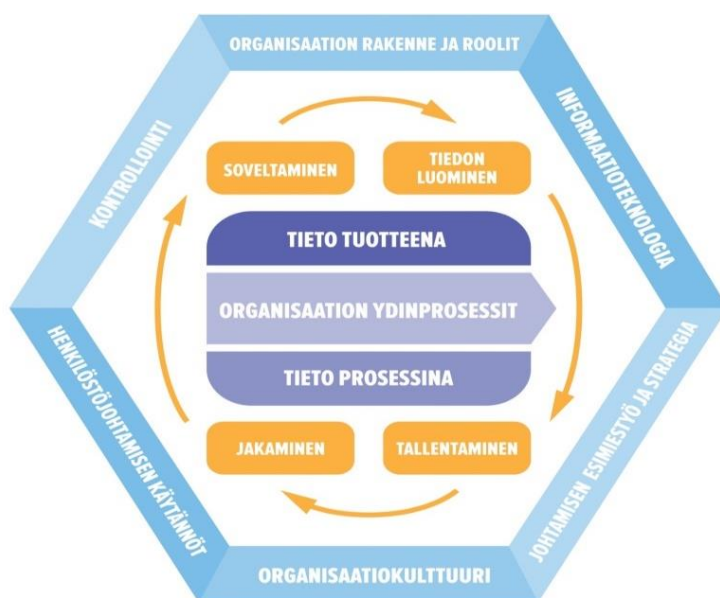 ORGANISAATION RAKENNE JA ROOLIT
KONTROLLOINTI
INFORMAATIOTEKNOLOGIA
SOVELTAMINEN
TIEDON
LUOMINEN
TIETO TUOTTEENA
ORGANISAATION YDINPROSESSIT
TIETO PROSESSINA
JAKAMINEN
TALLENTAMINEN
HENKILÖSTÖJOHTAMISEN KÄYTÄNNÖT
JOHTAMISEN ESIMIESTYÖ JA STRATEGIA
ORGANISAATIOKULTTUURI